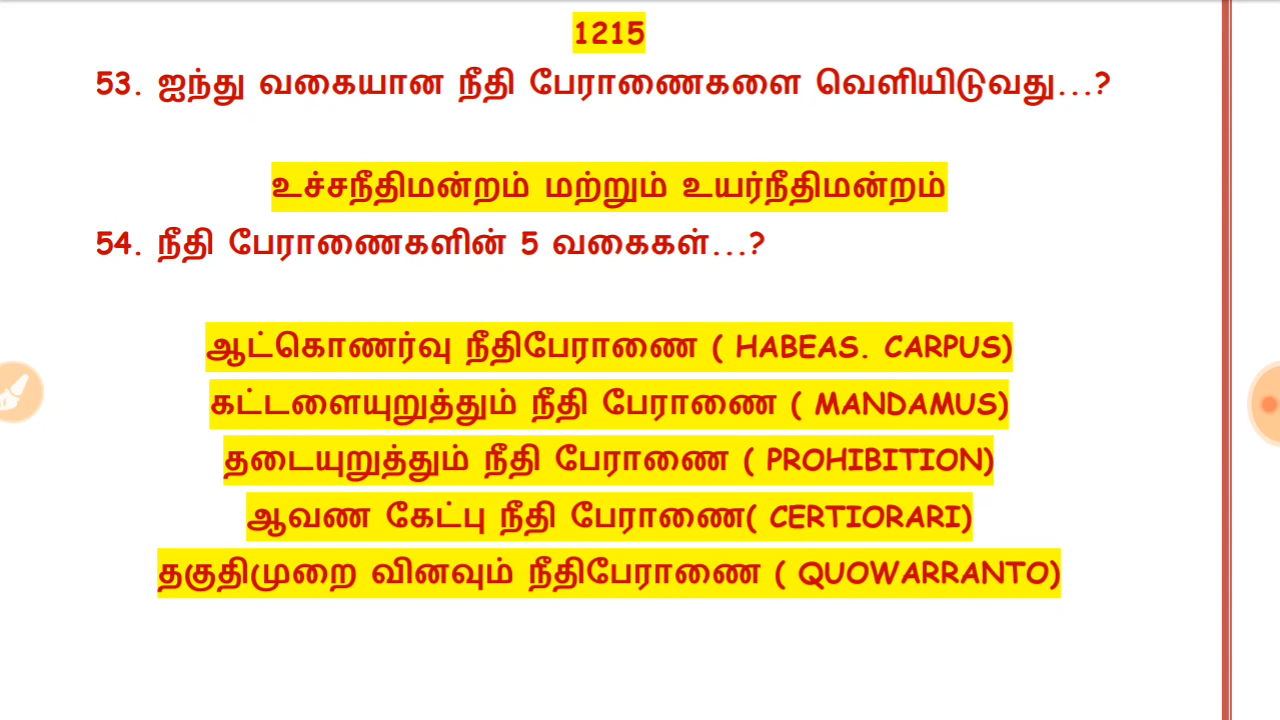 1215
53. ஐந்து வகையான நீதி பேராணைகளை வெளியிடுவது...?
உச்சநீதிமன்றம் மற்றும் உயர்நீதிமன்றம்
54. நீதி பேராணைகளின் 5 வகைகள்...?
ஆட்கொணர்வு நீதிபேராணை ( HABEAS. CARPUS)
கட்டளையுறுத்தும் நீதி பேராணை ( MANDAMUS)
தடையுறுத்தும் நீதி பேராணை ( PROHIBITION)
ஆவண கேட்பு நீதி பேராணை( CERTIORARI)
தகுதிமுறை வினவும் நீதிபேராணை ( QUOWARRANTO)